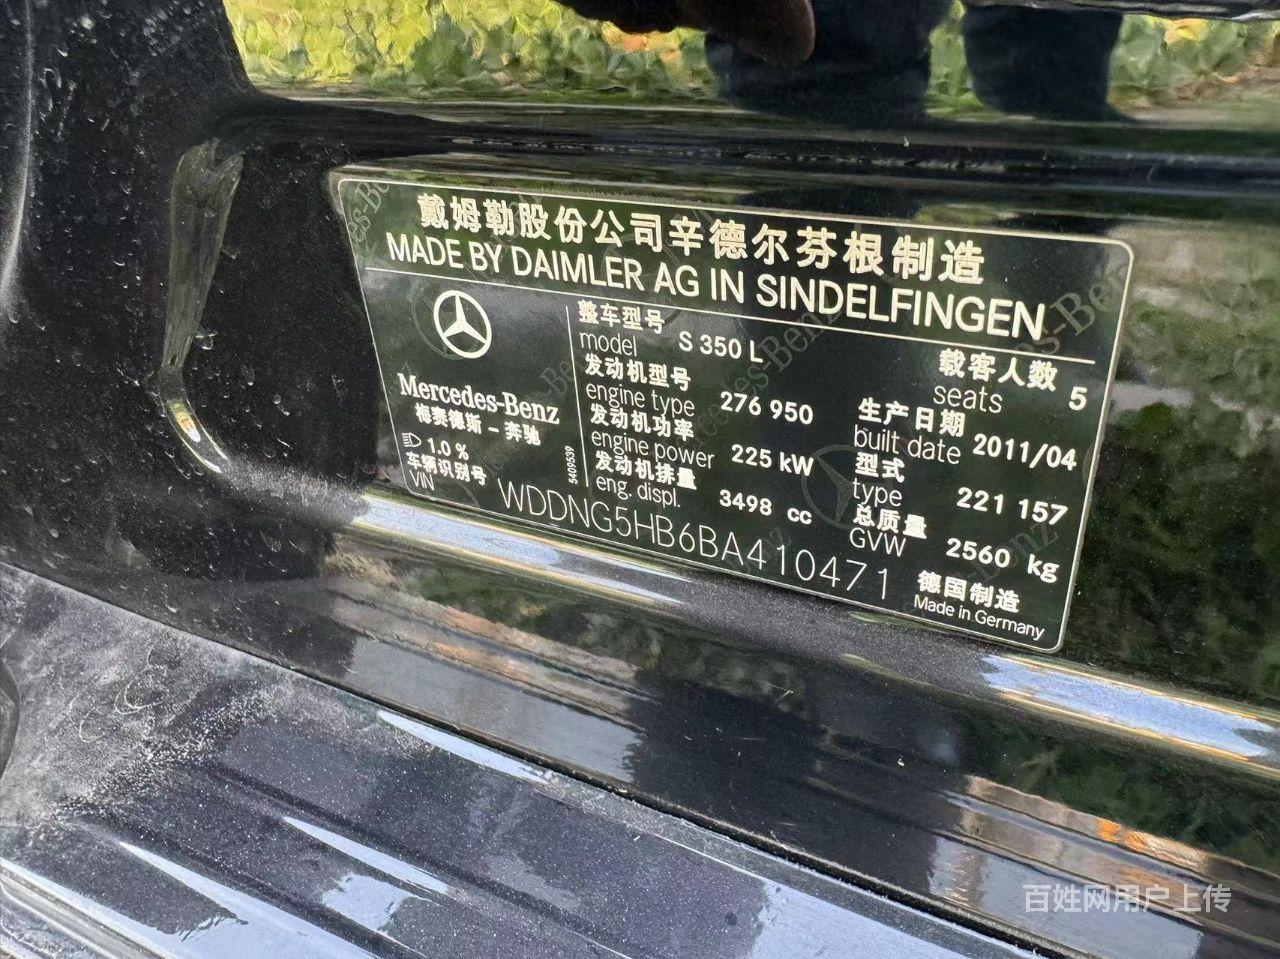 戴姆勒股份公司辛德尔芬根制造
MADE BY DAIMLER AG IN SINDELFINGEN
Mercedes-Benz
梅赛德斯-奔驰
1.0 %
车辆识别号
VIN
WDDNG5HB6BA410471
5409539
整车型号
model S 350 L
发动机型号
engine type 276 950
发动机功率
engine power 225 kW
发动机排量
eng. displ. 3498 cc
载客人数
seats 5
生产日期
built date 2011/04
型式
type 221 157
总质量
GVW 2560 kg
德国制造
Made in Germany
百姓网用户上传